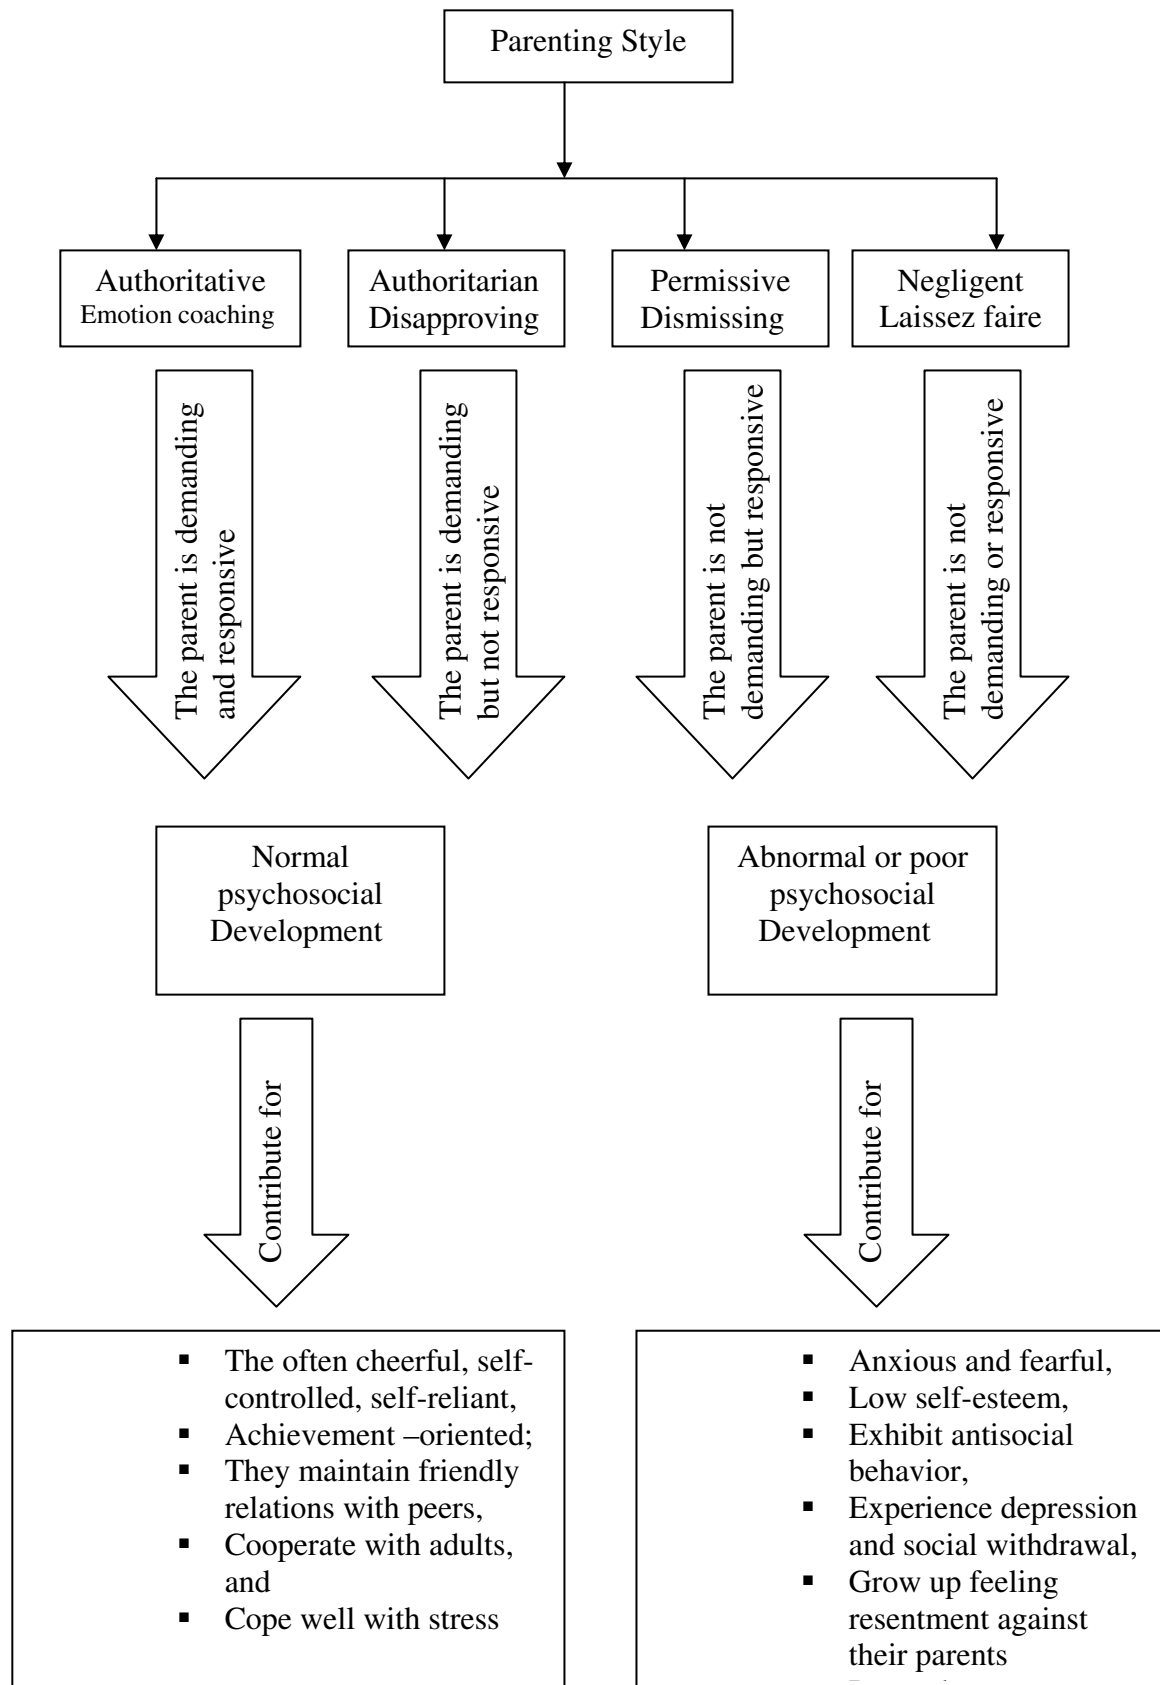 Parenting Style
Authoritative
Emotion coaching
Authoritarian
Disapproving
Permissive
Dismissing
Negligent
Laissez faire
The parent is demanding
and responsive
The parent is demanding
but not responsive
The parent is not
demanding but responsive
The parent is not
demanding or responsive
Normal
psychosocial
Development
Abnormal or poor
psychosocial
Development
Contribute for
Contribute for
▪ The often cheerful, self-
controlled, self-reliant,
▪ Achievement –oriented;
▪ They maintain friendly
relations with peers,
▪ Cooperate with adults,
and
▪ Cope well with stress
▪ Anxious and fearful,
▪ Low self-esteem,
▪ Exhibit antisocial
behavior,
▪ Experience depression
and social withdrawal,
▪ Grow up feeling
resentment against
their parents